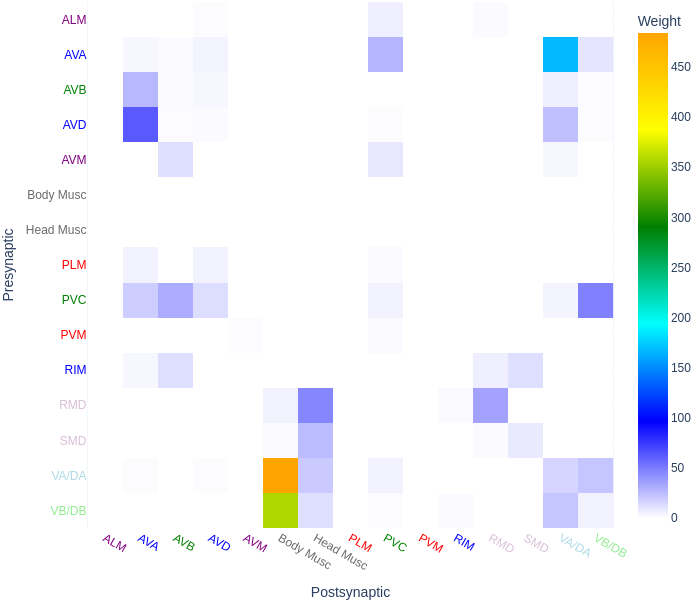 Weight
ALM
AVA
AVB
AVD
AVM
Body Musc
Head Musc
PLM
PVC
PVM
RIM
RMD
SMD
VA/DA
VB/DB
Presynaptic
450
400
350
300
250
200
150
100
50
0
ALM
AVA
AVB
AVD
AVM
Body Musc
Head Musc
PLM
PVC
PVM
RIM
RMD
SMD
VA/DA
VB/DB
Postsynaptic